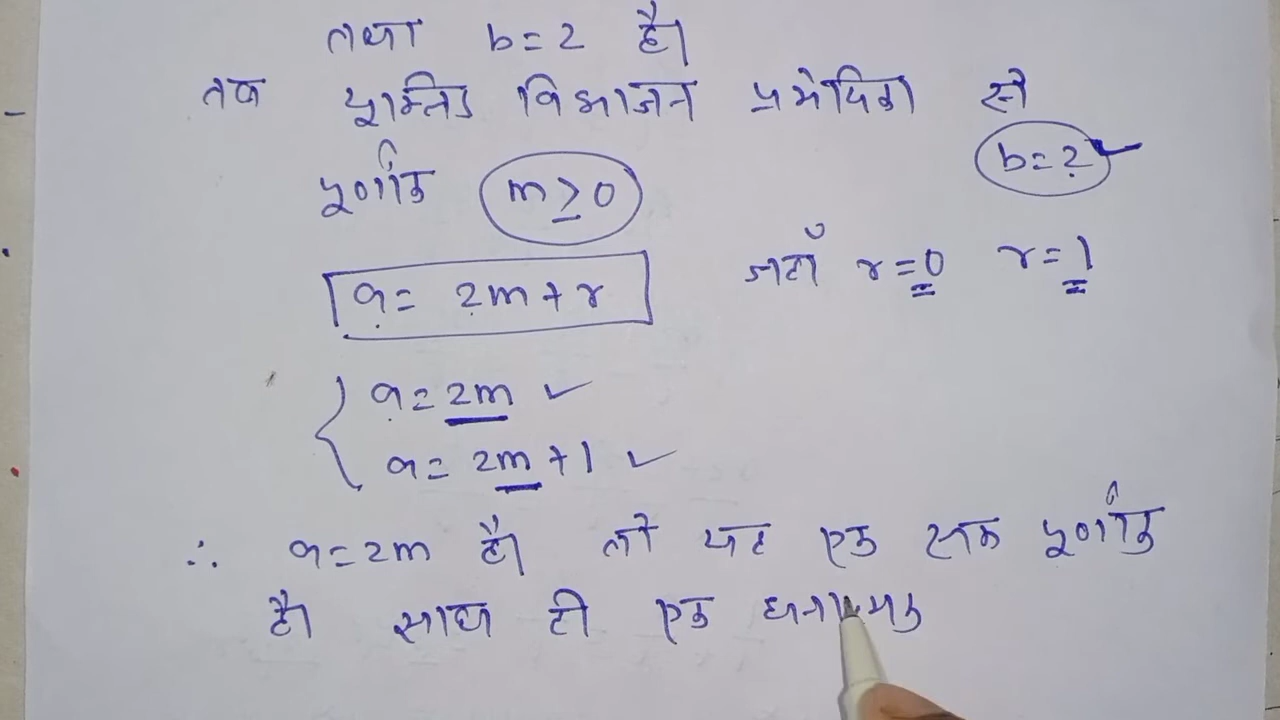 तथा b = 2 है।
तब यूक्लिड विभाजन प्रमेयिका से
b = 2
पूर्णांक m ≥ 0
a = 2m + r जहाँ r = 0 r = 1
a = 2m ✓
a = 2m + 1 ✓
∴ a = 2m है। तो यह एक सम पूर्णांक
है। साथ ही एक धनात्मक